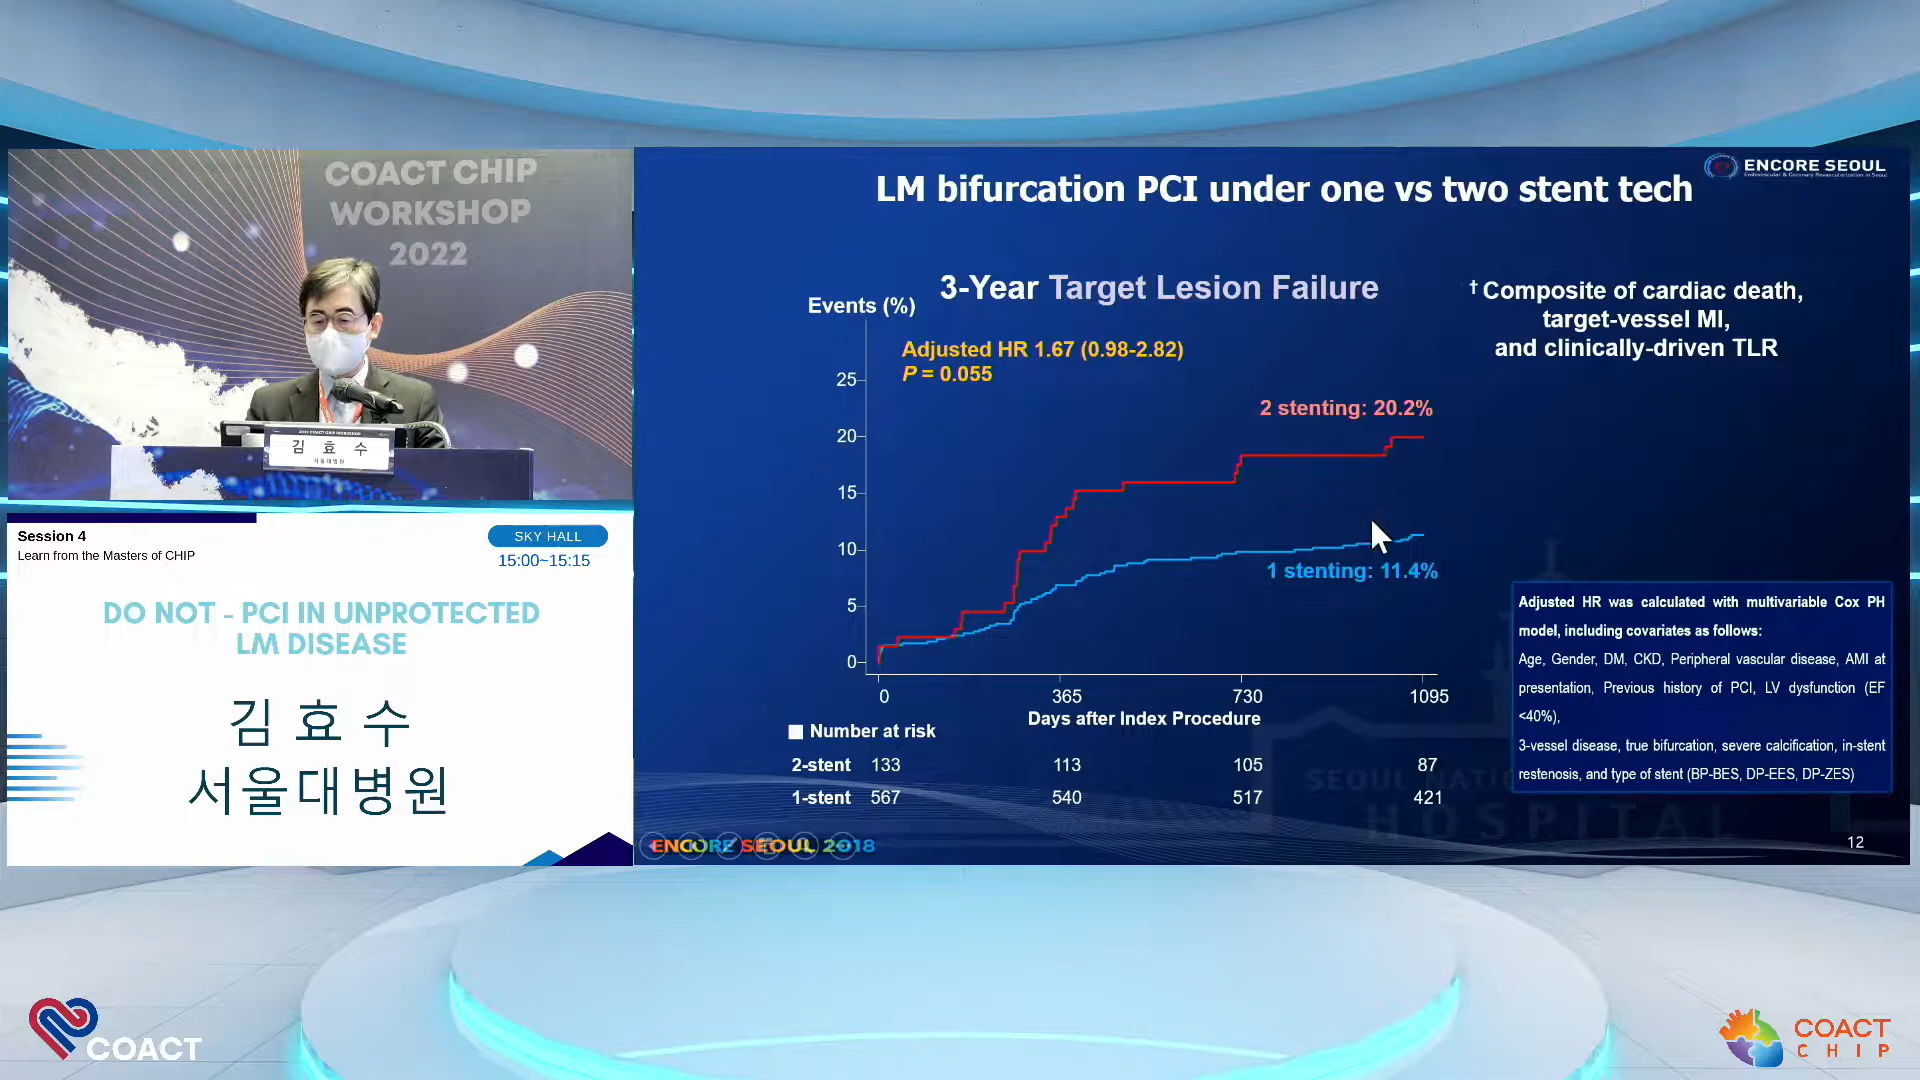 COACT CHIP
WORKSHOP
2022
김 효 수
서울대병원
Session 4
Learn from the Masters of CHIP
SKY HALL
15:00~15:15
DO NOT - PCI IN UNPROTECTED
LM DISEASE
김 효 수
서울대병원
ENCORE SEOUL
LM bifurcation PCI under one vs two stent tech
3-Year Target Lesion Failure
Events (%)
Adjusted HR 1.67 (0.98-2.82)
P = 0.055
† Composite of cardiac death,
target-vessel MI,
and clinically-driven TLR
25
20
15
10
5
0
2 stenting: 20.2%
1 stenting: 11.4%
0 365 730 1095
Days after Index Procedure
Number at risk
2-stent 133 113 105 87
1-stent 567 540 517 421
Adjusted HR was calculated with multivariable Cox PH
model, including covariates as follows:
Age, Gender, DM, CKD, Peripheral vascular disease, AMI at
presentation, Previous history of PCI, LV dysfunction (EF
<40%),
3-vessel disease, true bifurcation, severe calcification, in-stent
restenosis, and type of stent (BP-BES, DP-EES, DP-ZES)
HOSPITAL
ENCORE SEOUL 2018
12
COACT
COACT
CHIP